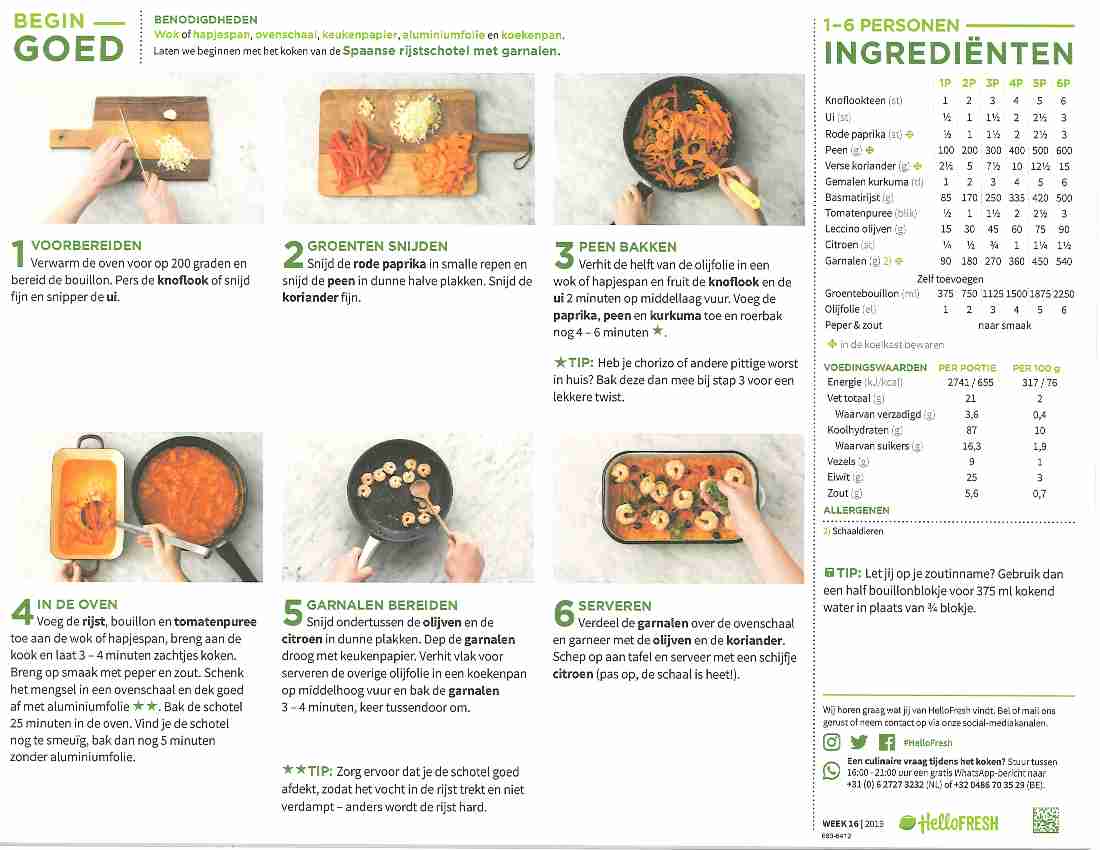 BEGIN
GOED
BENODIGDHEDEN
Wok of hapjespan, ovenschaal, keukenpapier, aluminiumfolie en koekenpan.
Laten we beginnen met het koken van de Spaanse rijstschotel met garnalen.
1 VOORBEREIDEN
Verwarm de oven voor op 200 graden en
bereid de bouillon. Pers de knoflook of snijd
fijn en snipper de ui.
2 GROENTEN SNIJDEN
Snijd de rode paprika in smalle repen en
snijd de peen in dunne halve plakken. Snijd de
koriander fijn.
3 PEEN BAKKEN
Verhit de helft van de olijfolie in een
wok of hapjespan en fruit de knoflook en de
ui 2 minuten op middellaag vuur. Voeg de
paprika, peen en kurkuma toe en roerbak
nog 4 – 6 minuten ★.
★TIP: Heb je chorizo of andere pittige worst
in huis? Bak deze dan mee bij stap 3 voor een
lekkere twist.
4 IN DE OVEN
Voeg de rijst, bouillon en tomatenpuree
toe aan de wok of hapjespan, breng aan de
kook en laat 3 – 4 minuten zachtjes koken.
Breng op smaak met peper en zout. Schenk
het mengsel in een ovenschaal en dek goed
af met aluminiumfolie ★★. Bak de schotel
25 minuten in de oven. Vind je de schotel
nog te smeuïg, bak dan nog 5 minuten
zonder aluminiumfolie.
5 GARNALEN BEREIDEN
Snijd ondertussen de olijven en de
citroen in dunne plakken. Dep de garnalen
droog met keukenpapier. Verhit vlak voor
serveren de overige olijfolie in een koekenpan
op middelhoog vuur en bak de garnalen
3 – 4 minuten, keer tussendoor om.
★★TIP: Zorg ervoor dat je de schotel goed
afdekt, zodat het vocht in de rijst trekt en niet
verdampt – anders wordt de rijst hard.
6 SERVEREN
Verdeel de garnalen over de ovenschaal
en garneer met de olijven en de koriander.
Schep op aan tafel en serveer met een schijfje
citroen (pas op, de schaal is heet!).
1–6 PERSONEN
INGREDIËNTEN
1P 2P 3P 4P 5P 6P
Knoflookteen (st) 1 2 3 4 5 6
Ui (st) ½ 1 1½ 2 2½ 3
Rode paprika (st) ½ 1 1½ 2 2½ 3
Peen (g) 100 200 300 400 500 600
Verse koriander (g) 2½ 5 7½ 10 12½ 15
Gemalen kurkuma (tl) 1 2 3 4 5 6
Basmatirijst (g) 85 170 250 335 420 500
Tomatenpuree (blik) ½ 1 1½ 2 2½ 3
Leccino olijven (g) 15 30 45 60 75 90
Citroen (st) ¼ ½ ¾ 1 1¼ 1½
Garnalen (g) 2) 90 180 270 360 450 540
Zelf toevoegen
Groentebouillon (ml) 375 750 1125 1500 1875 2250
Olijfolie (el) 1 2 3 4 5 6
Peper & zout naar smaak
in de koelkast bewaren
VOEDINGSWAARDEN PER PORTIE PER 100 g
Energie (kJ/kcal) 2741 / 655 317 / 76
Vet totaal (g) 21 2
Waarvan verzadigd (g) 3,6 0,4
Koolhydraten (g) 87 10
Waarvan suikers (g) 16,3 1,9
Vezels (g) 9 1
Eiwit (g) 25 3
Zout (g) 5,6 0,7
ALLERGENEN
2) Schaaldieren
TIP: Let jij op je zoutinname? Gebruik dan
een half bouillonblokje voor 375 ml kokend
water in plaats van ¾ blokje.
Wij horen graag wat jij van HelloFresh vindt. Bel of mail ons
gerust of neem contact op via onze social-mediakanalen.
#HelloFresh
Een culinaire vraag tijdens het koken? Stuur tussen
16:00 - 21:00 uur een gratis WhatsApp-bericht naar
+31 (0) 6 2727 3232 (NL) of +32 0486 70 35 29 (BE).
WEEK 16 | 2019
HelloFRESH